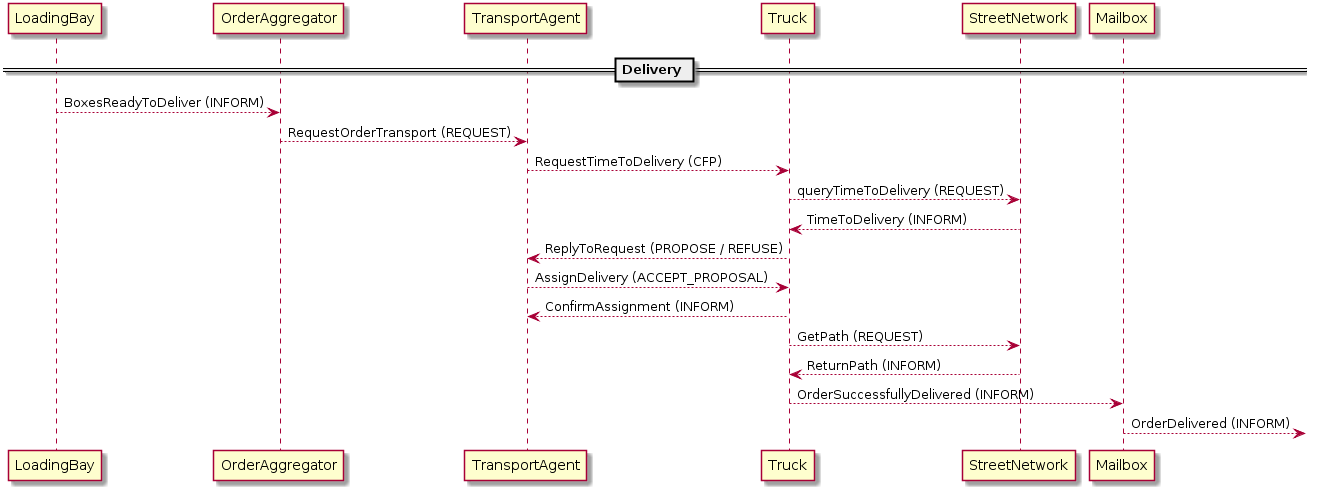 LoadingBay OrderAggregator TransportAgent Truck StreetNetwork Mailbox
Delivery
BoxesReadyToDeliver (INFORM)
RequestOrderTransport (REQUEST)
RequestTimeToDelivery (CFP)
queryTimeToDelivery (REQUEST)
TimeToDelivery (INFORM)
ReplyToRequest (PROPOSE / REFUSE)
AssignDelivery (ACCEPT_PROPOSAL)
ConfirmAssignment (INFORM)
GetPath (REQUEST)
ReturnPath (INFORM)
OrderSuccessfullyDelivered (INFORM)
OrderDelivered (INFORM)
LoadingBay OrderAggregator TransportAgent Truck StreetNetwork Mailbox